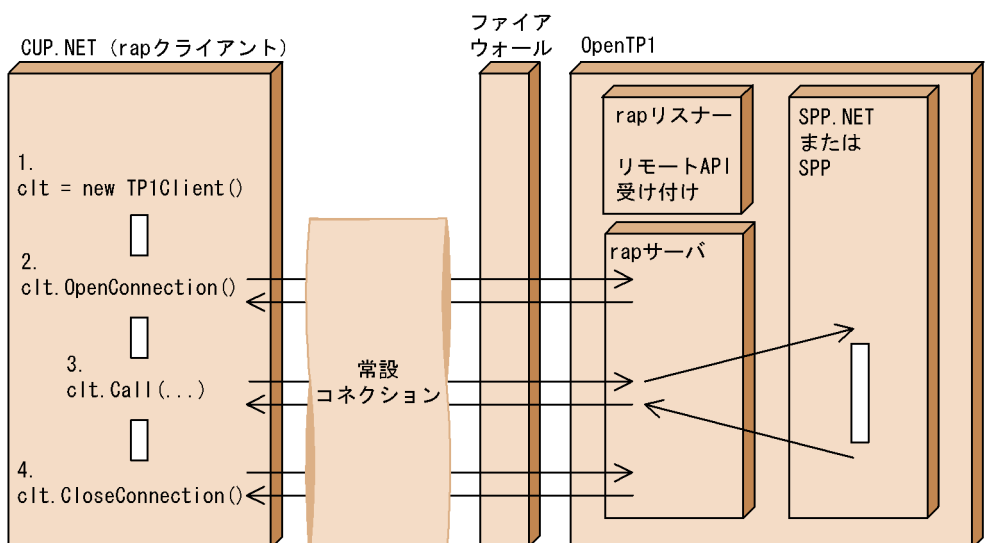 CUP.NET (rapクライアント)
ファイア
ウォール
OpenTP1
1.
clt = new TP1Client()
2.
clt.OpenConnection()
3.
clt.Call(...)
4.
clt.CloseConnection()
常設
コネクション
rapリスナー
リモートAPI
受け付け
rapサーバ
SPP.NET
または
SPP